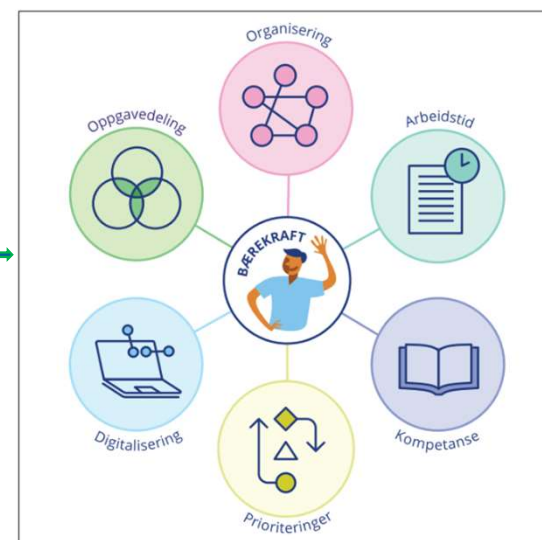 Organisering
Oppgavedeling
Arbeidstid
BÆREKRAFT
Digitalisering
Kompetanse
Prioriteringer